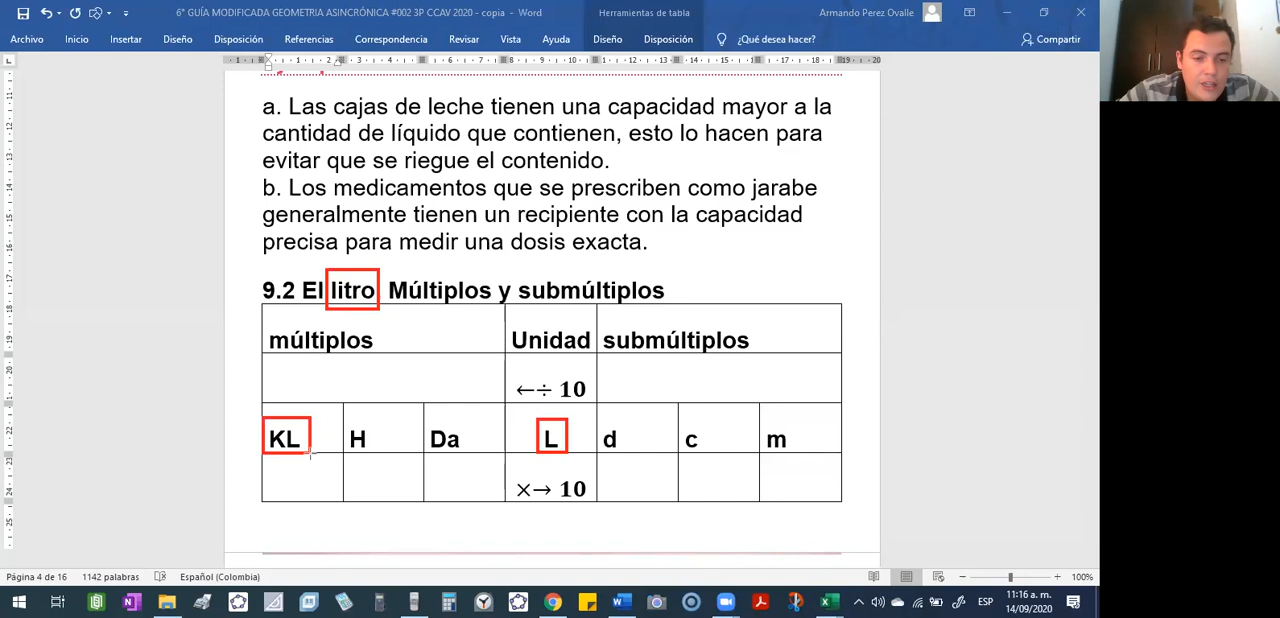 6° GUÍA MODIFICADA GEOMETRIA ASINCRÓNICA #002 3P CCAV 2020 - copia - Word
Herramientas de tabla
Armando Perez Ovalle
Archivo Inicio Insertar Diseño Disposición Referencias Correspondencia Revisar Vista Ayuda Diseño Disposición ¿Qué desea hacer? Compartir
a. Las cajas de leche tienen una capacidad mayor a la
cantidad de líquido que contienen, esto lo hacen para
evitar que se riegue el contenido.
b. Los medicamentos que se prescriben como jarabe
generalmente tienen un recipiente con la capacidad
precisa para medir una dosis exacta.
9.2 El litro Múltiplos y submúltiplos
múltiplos Unidad submúltiplos
←÷ 10
KL H Da L d c m
×→ 10
Página 4 de 16 1142 palabras Español (Colombia) 100%
ESP 11:16 a. m.
14/09/2020